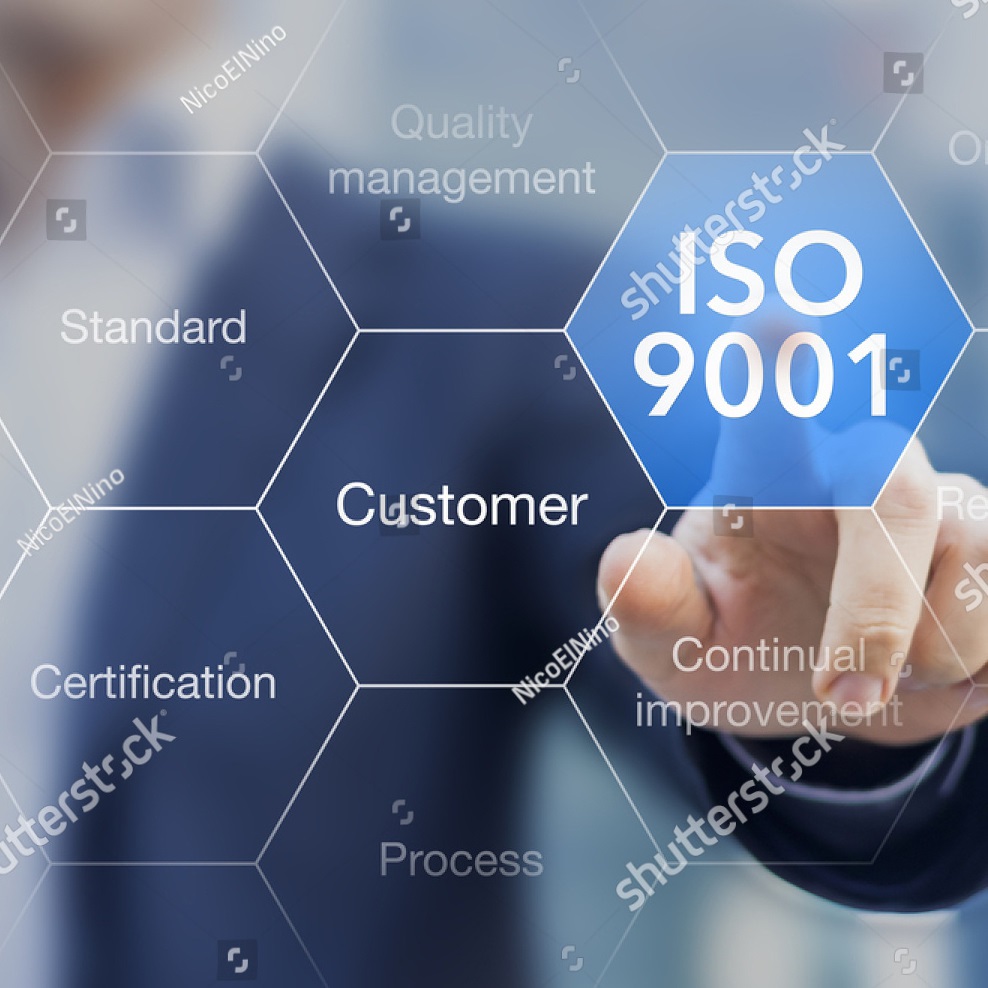 NicoElNino
Quality
management
shutterstock
ISO
9001
Standard
Customer
NicoElNino
Certification
NicoElNino
Continual
improvement
shutterstock
shutterstock
Process